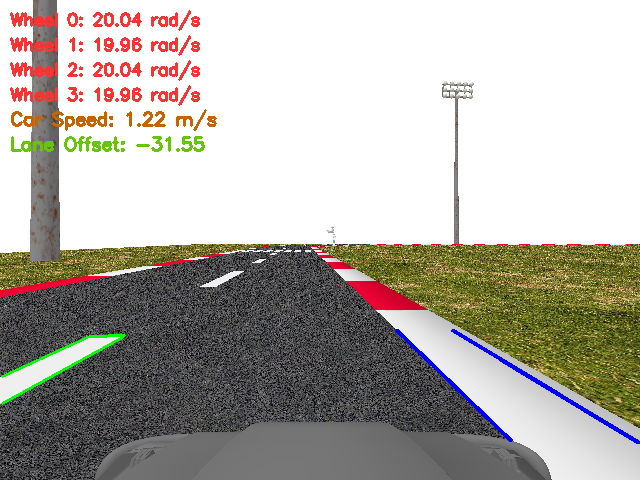 Wheel 0: 20.04 rad/s
Wheel 1: 19.96 rad/s
Wheel 2: 20.04 rad/s
Wheel 3: 19.96 rad/s
Car Speed: 1.22 m/s
Lane Offset: -31.55